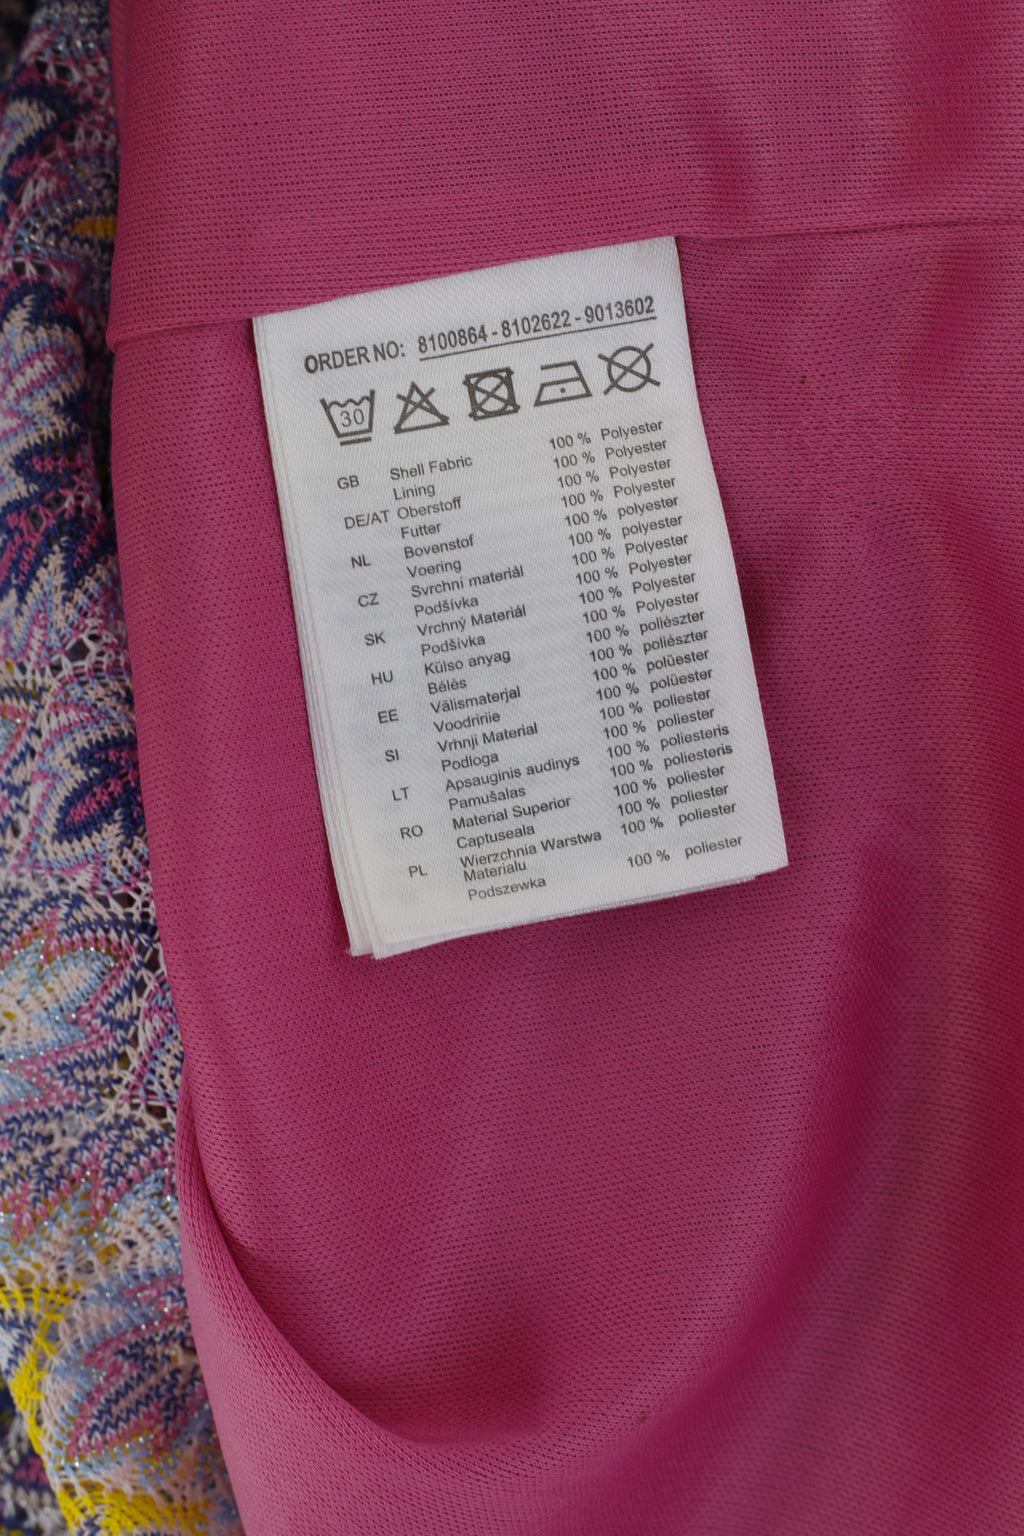 ORDER NO: 8100864 - 8102622 - 9013602
30
GB Shell Fabric 100 % Polyester
Lining 100 % Polyester
DE/AT Oberstoff 100 % Polyester
Futter 100 % Polyester
NL Bovenstof 100 % polyester
Voering 100 % polyester
CZ Svrchní materiál 100 % Polyester
Podšívka 100 % Polyester
SK Vrchný Materiál 100 % Polyester
Podšívka 100 % Polyester
HU Külso anyag 100 % poliészter
Bélés 100 % poliészter
EE Välismaterjal 100 % polüester
Voodririie 100 % polüester
SI Vrhnji Material 100 % poliester
Podloga 100 % poliester
LT Apsauginis audinys 100 % poliesteris
Pamušalas 100 % poliesteris
RO Material Superior 100 % poliester
Captuseala 100 % poliester
PL Wierzchnia Warstwa 100 % poliester
Materialu
Podszewka 100 % poliester